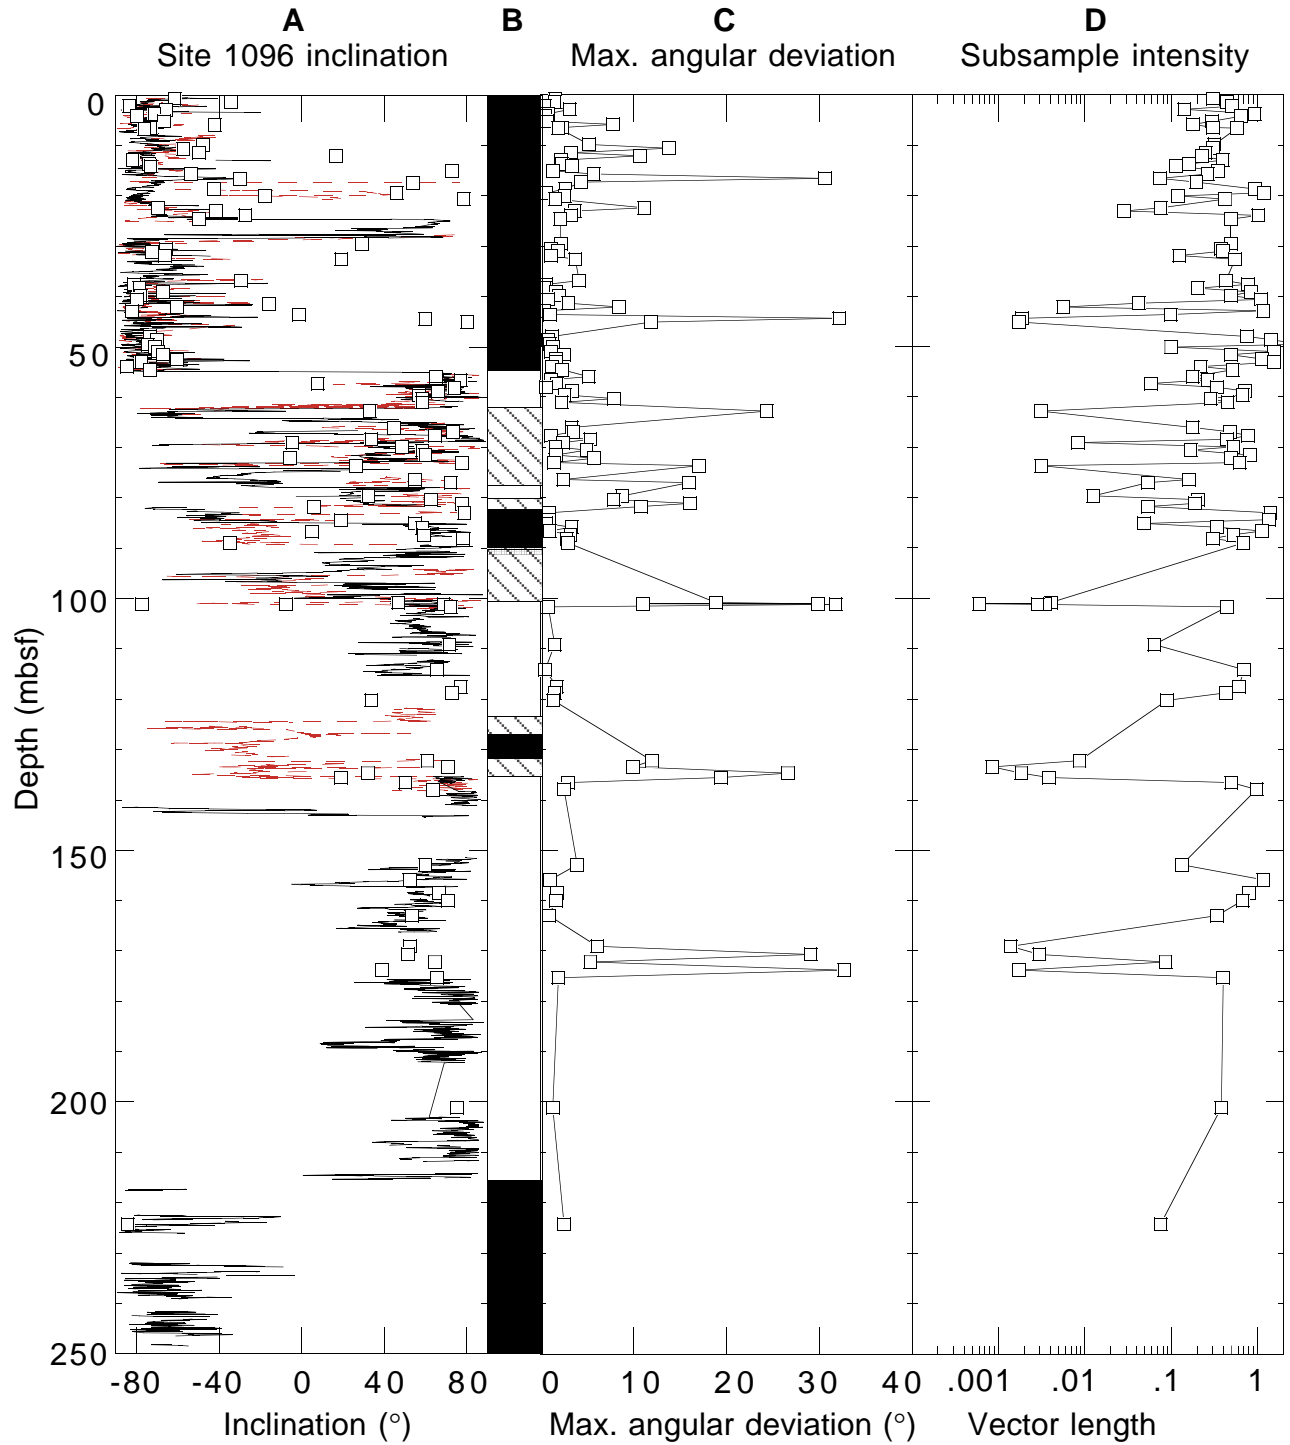 A B C D
Site 1096 inclination Max. angular deviation Subsample intensity
0
50
100
150
200
250
Depth (mbsf)
-80 -40 0 40 80 0 10 20 30 40 .001 .01 .1 1
Inclination (°) Max. angular deviation (°) Vector length